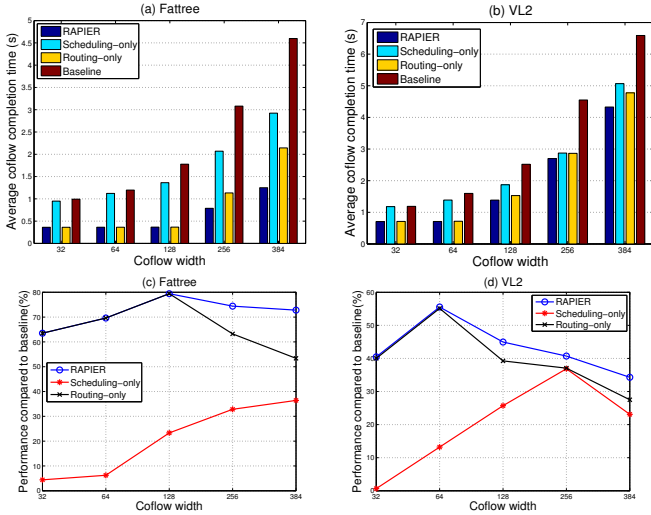 (a) Fattree
Average coflow completion time (s)
5
4.5
4
3.5
3
2.5
2
1.5
1
0.5
0
RAPIER
Scheduling−only
Routing−only
Baseline
32 64 128 256 384
Coflow width
(b) VL2
Average coflow completion time (s)
7
6
5
4
3
2
1
0
RAPIER
Scheduling−only
Routing−only
Baseline
32 64 128 256 384
Coflow width
(c) Fattree
Performance compared to baseline(%)
80
70
60
50
40
30
20
10
0
RAPIER
Scheduling−only
Routing−only
32 64 128 256 384
Coflow width
(d) VL2
Performance compared to baseline(%)
60
50
40
30
20
10
0
RAPIER
Scheduling−only
Routing−only
32 64 128 256 384
Coflow width